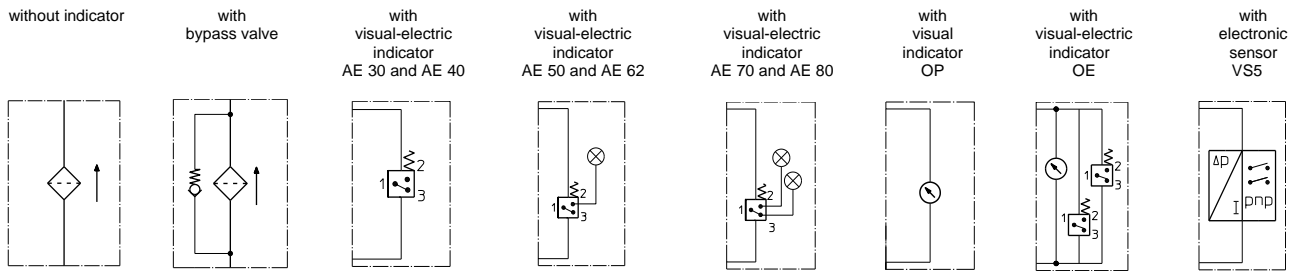 without indicator
with
bypass valve
with
visual-electric
indicator
AE 30 and AE 40
with
visual-electric
indicator
AE 50 and AE 62
with
visual-electric
indicator
AE 70 and AE 80
with
visual
indicator
OP
with
visual-electric
indicator
OE
with
electronic
sensor
VS5
2
1
3
2
1
3
2
1
3
2
1
3
2
1
3
Δp
I
pnp